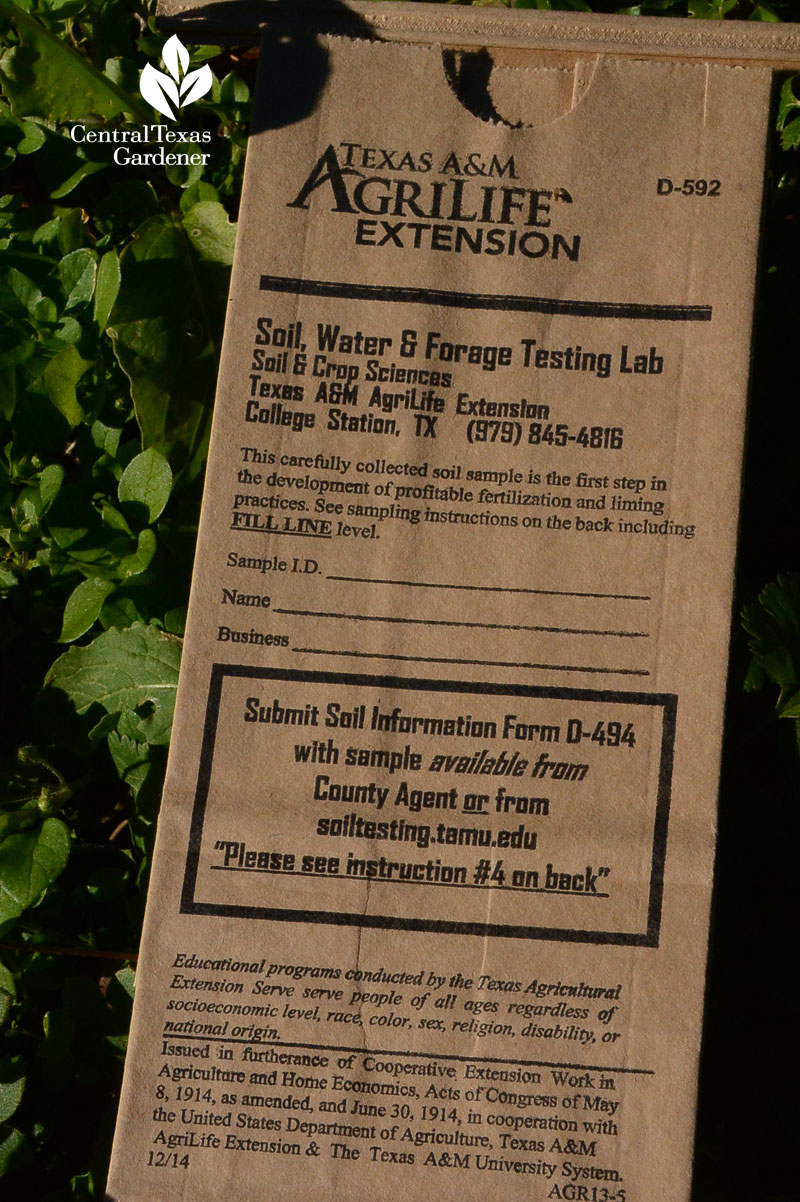 Central Texas
Gardener
TEXAS A&M
AGRILIFE
EXTENSION
D-592
Soil, Water & Forage Testing Lab
Soil & Crop Sciences
Texas A&M AgriLife Extension
College Station, TX (979) 845-4816
This carefully collected soil sample is the first step in
the development of profitable fertilization and liming
practices. See sampling instructions on the back including
FILL LINE level.
Sample I.D.
Name
Business
Submit Soil Information Form D-494
with sample available from
County Agent or from
soiltesting.tamu.edu
"Please see instruction #4 on back"
Educational programs conducted by the Texas Agricultural
Extension Serve serve people of all ages regardless of
socioeconomic level, race, color, sex, religion, disability, or
national origin.
Issued in furtherance of Cooperative Extension Work in
Agriculture and Home Economics, Acts of Congress of May
8, 1914, as amended, and June 30, 1914, in cooperation with
the United States Department of Agriculture, Texas A&M
AgriLife Extension & The Texas A&M University System.
12/14
AGR13-5